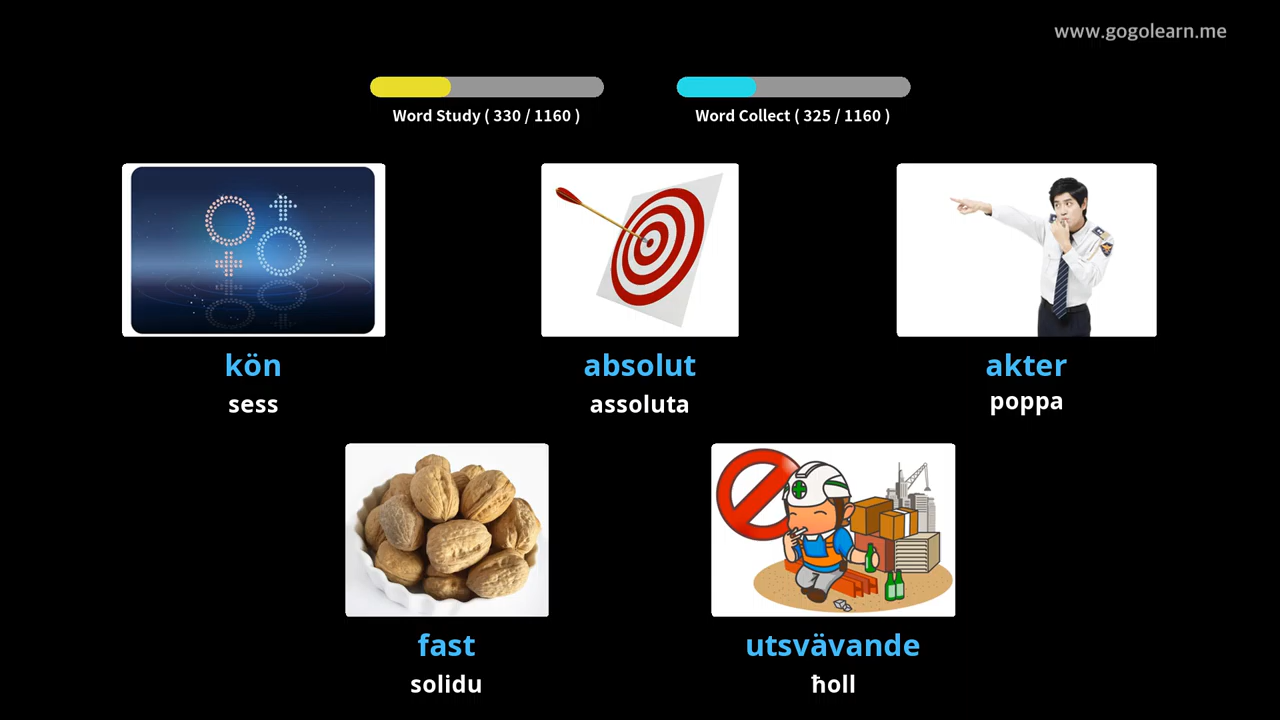 www.gogolearn.me
Word Study ( 330 / 1160 )
Word Collect ( 325 / 1160 )
kön
sess
absolut
assoluta
akter
poppa
fast
solidu
utsvävande
ħoll